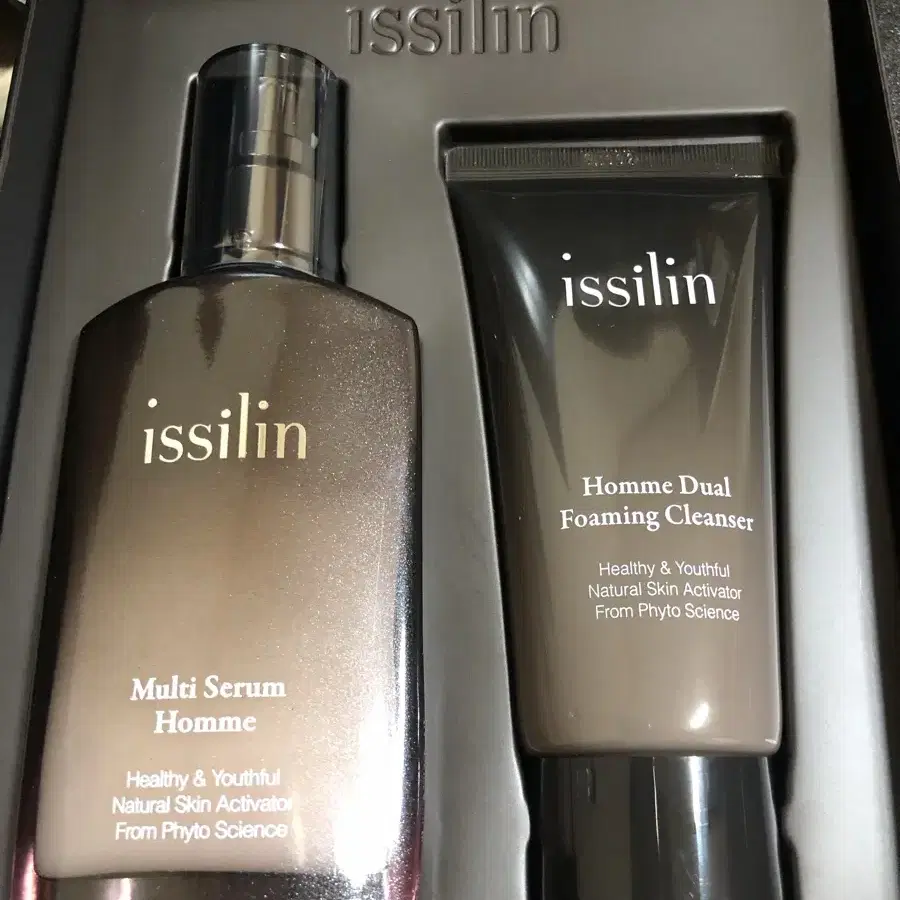 issilin
issilin
Multi Serum
Homme
Healthy & Youthful
Natural Skin Activator
From Phyto Science
issilin
Homme Dual
Foaming Cleanser
Healthy & Youthful
Natural Skin Activator
From Phyto Science